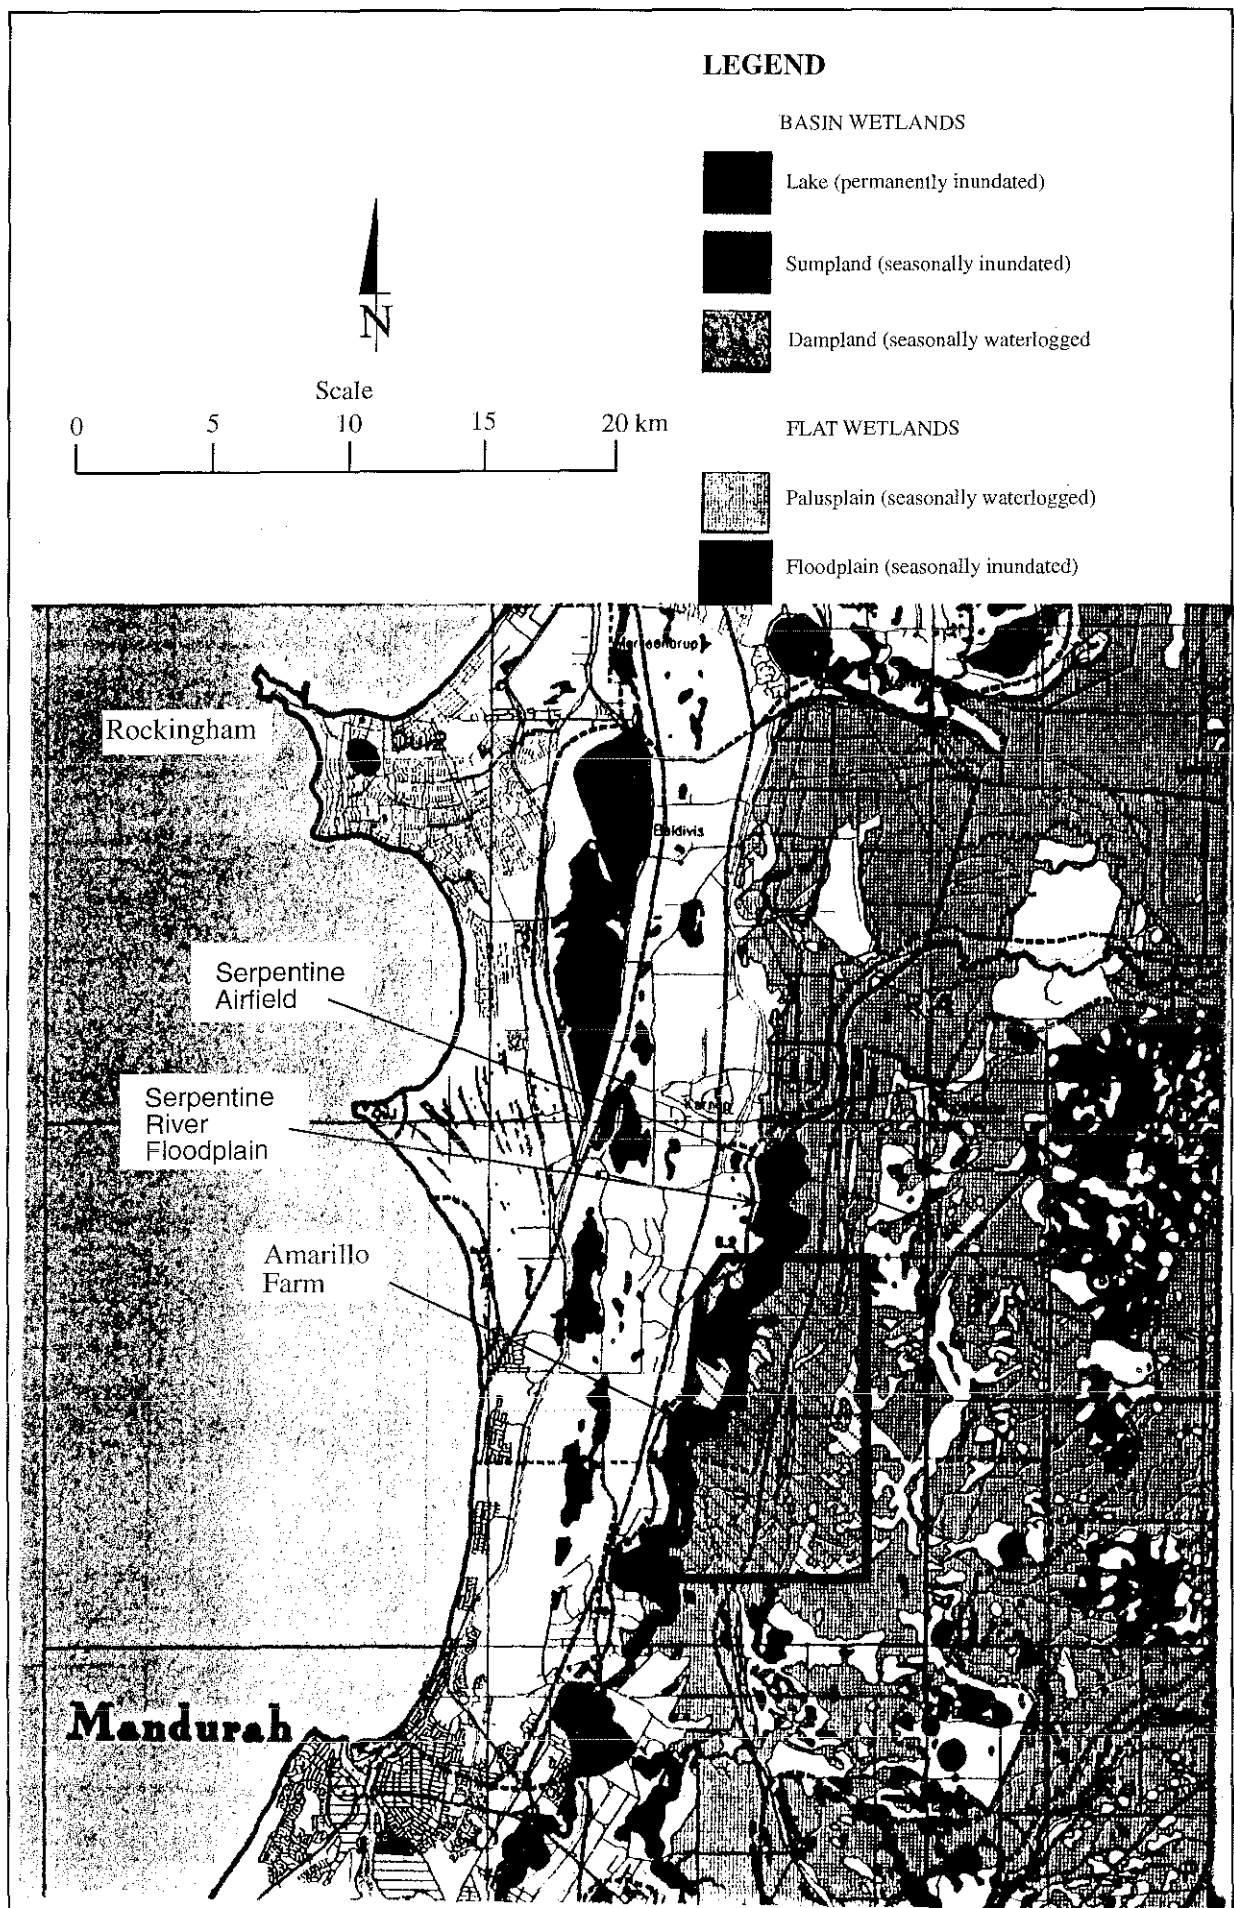 LEGEND
BASIN WETLANDS
Lake (permanently inundated)
Sumpland (seasonally inundated)
Dampland (seasonally waterlogged
N
Scale
0 5 10 15 20 km
FLAT WETLANDS
Palusplain (seasonally waterlogged)
Floodplain (seasonally inundated)
Rockingham
Baldivis
Serpentine
Airfield
Serpentine
River
Floodplain
Amarillo
Farm
Mandurah